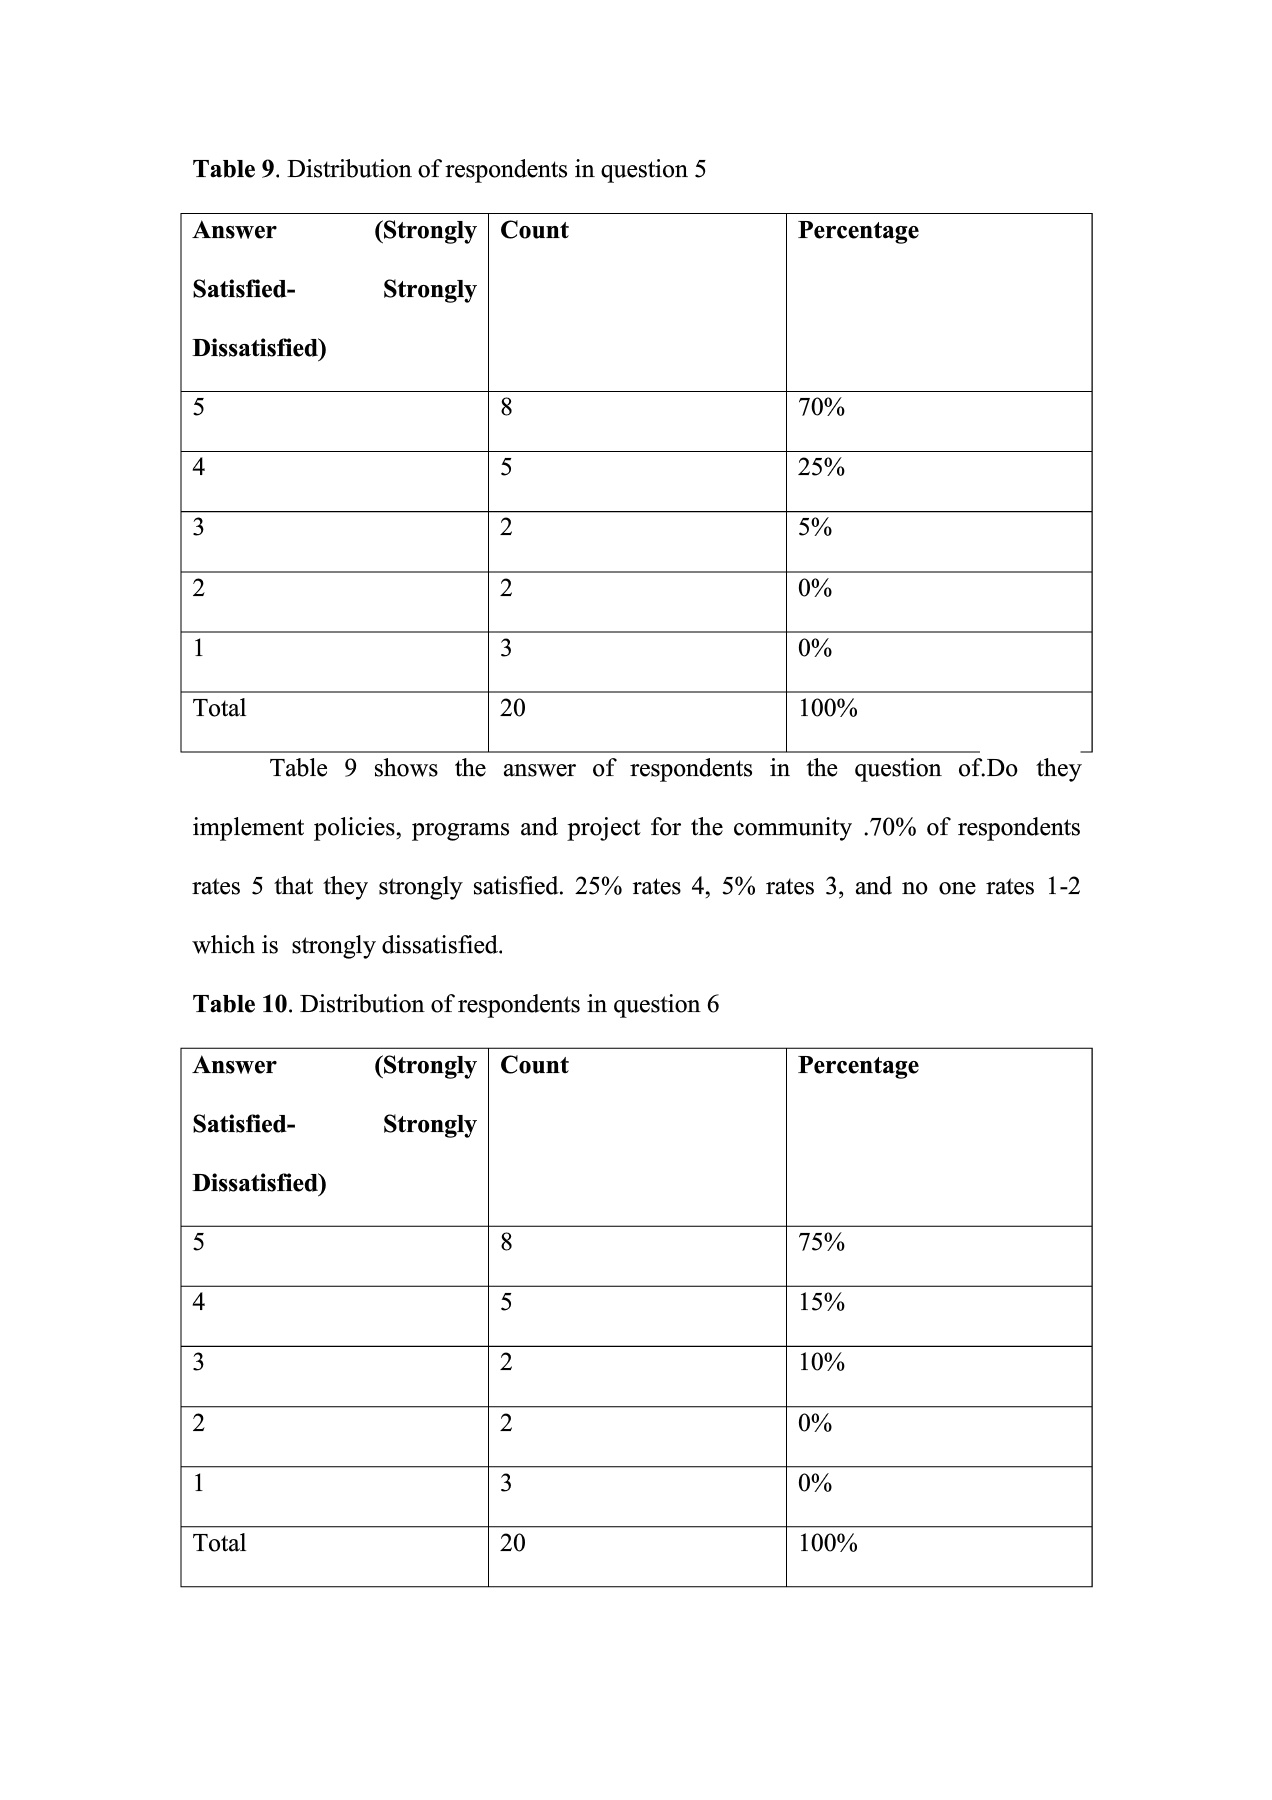 Table 9. Distribution of respondents in question 5
Answer (Strongly Satisfied- Strongly Dissatisfied) Count Percentage
5 8 70%
4 5 25%
3 2 5%
2 2 0%
1 3 0%
Total 20 100%
Table 9 shows the answer of respondents in the question of.Do they
implement policies, programs and project for the community .70% of respondents
rates 5 that they strongly satisfied. 25% rates 4, 5% rates 3, and no one rates 1-2
which is  strongly dissatisfied.
Table 10. Distribution of respondents in question 6
Answer (Strongly Satisfied- Strongly Dissatisfied) Count Percentage
5 8 75%
4 5 15%
3 2 10%
2 2 0%
1 3 0%
Total 20 100%